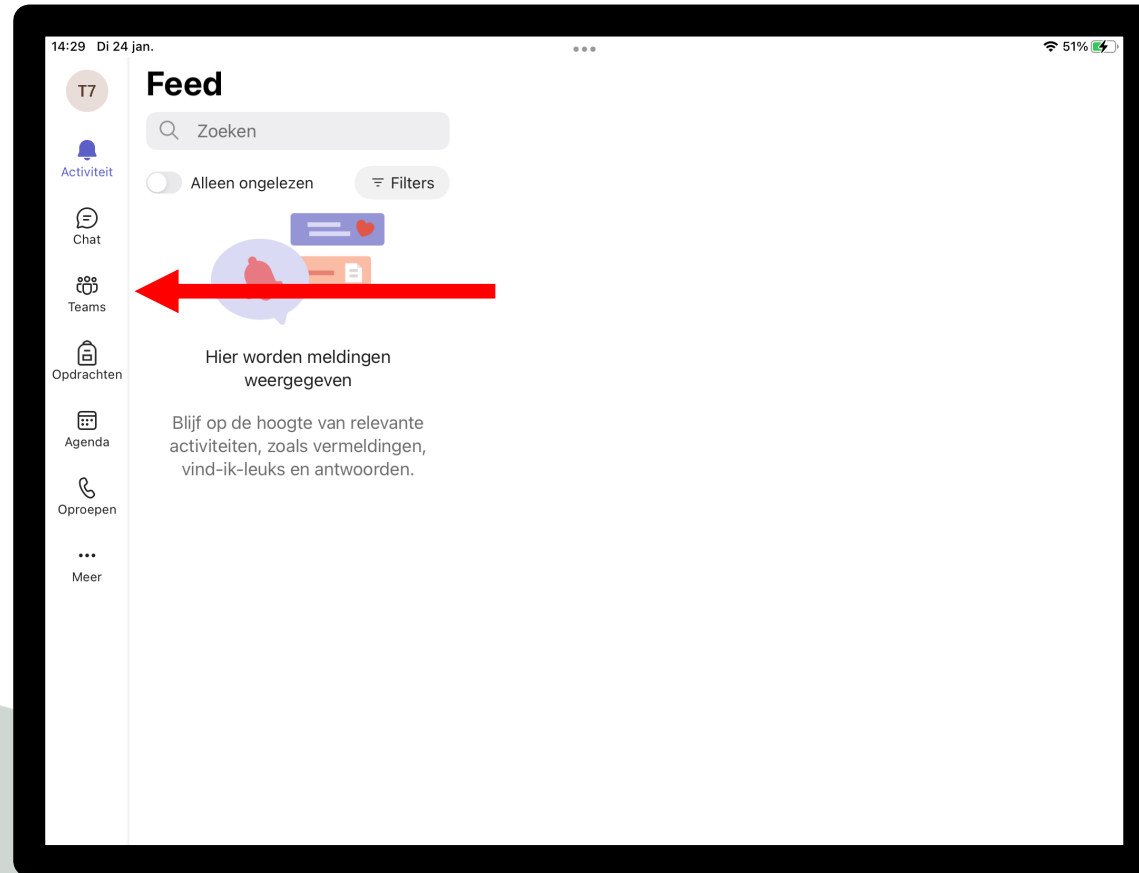 14:29 Di 24 jan.
51%
T7
Feed
Zoeken
Activiteit
Alleen ongelezen
Filters
Chat
Teams
Hier worden meldingen
weergegeven
Opdrachten
Blijf op de hoogte van relevante
activiteiten, zoals vermeldingen,
vind-ik-leuks en antwoorden.
Agenda
Oproepen
Meer